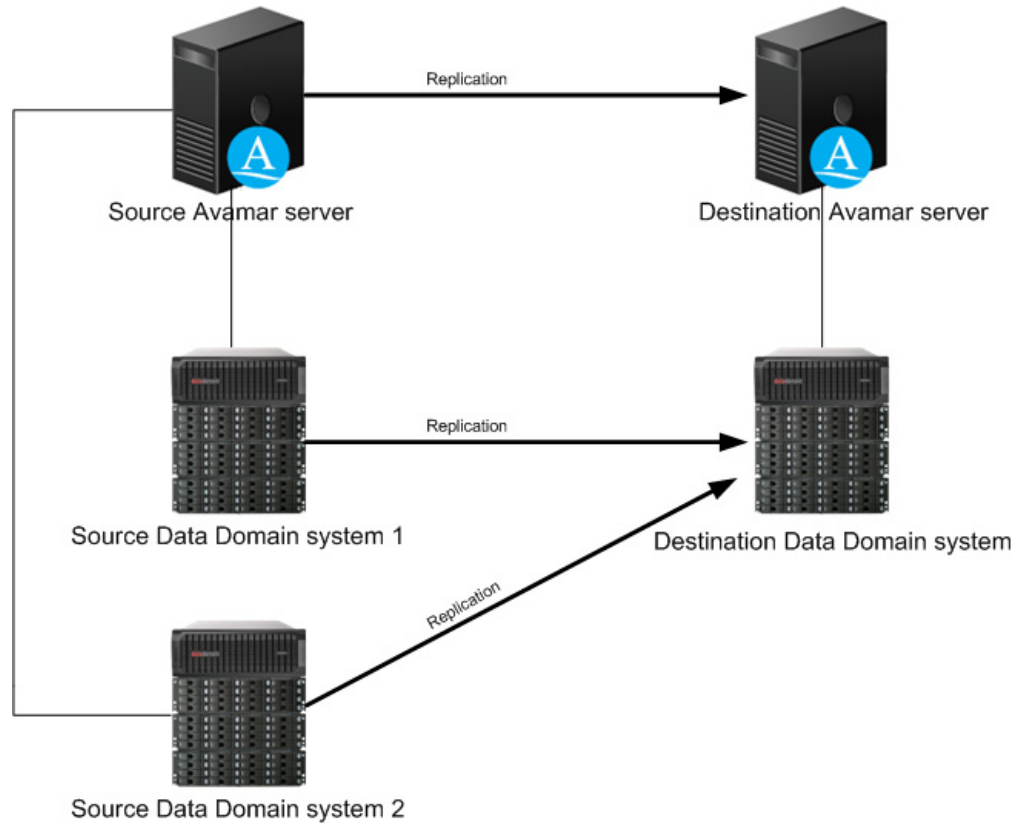 Replication
A
A
Source Avamar server
Destination Avamar server
Replication
Source Data Domain system 1
Destination Data Domain system
Replication
Source Data Domain system 2